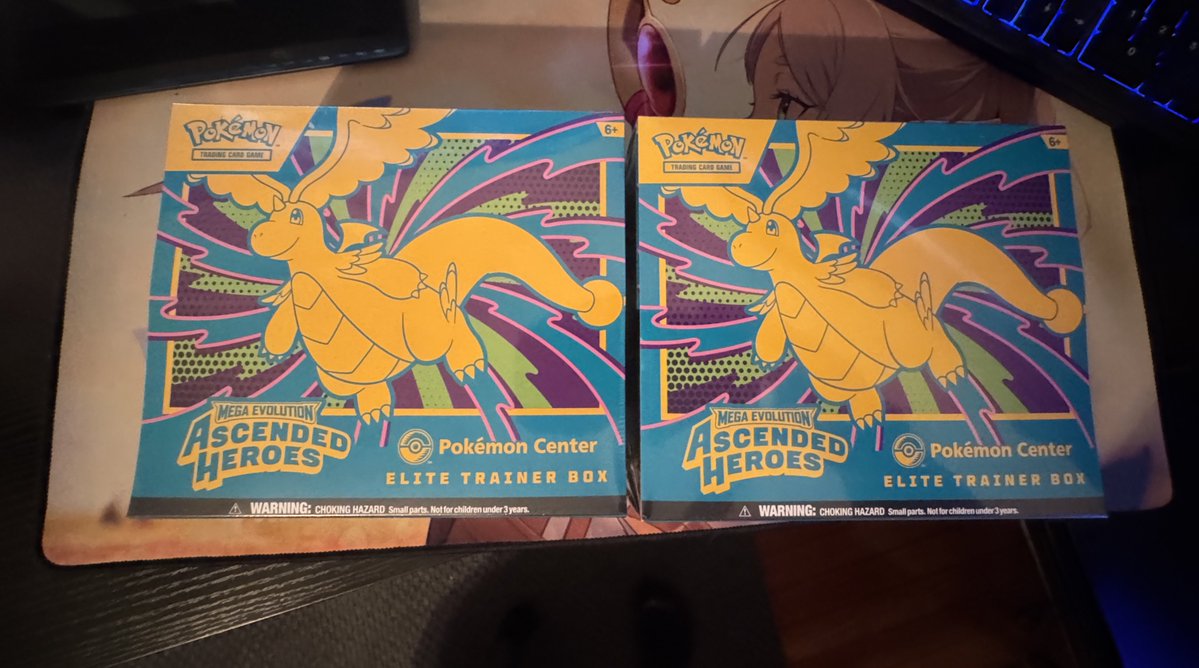 Pokémon
TRADING CARD GAME
6+
MEGA EVOLUTION
ASCENDED
HEROES
Pokémon Center
ELITE TRAINER BOX
WARNING: CHOKING HAZARD Small parts. Not for children under 3 years.
Pokémon
TRADING CARD GAME
6+
MEGA EVOLUTION
ASCENDED
HEROES
Pokémon Center
ELITE TRAINER BOX
WARNING: CHOKING HAZARD Small parts. Not for children under 3 years.